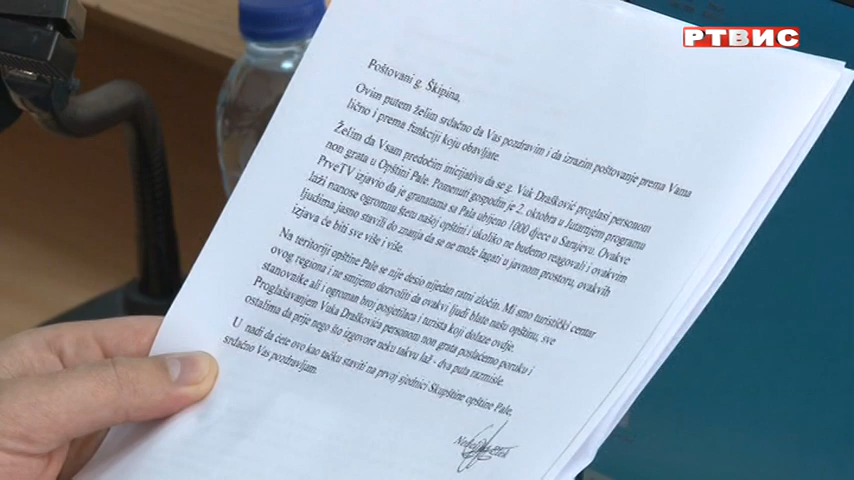 РТВИС
Poštovani g. Škipina,
Ovim putem želim srdačno da Vas pozdravim i da izrazim poštovanje prema Vama
lično i prema funkciji koju obavljate.
Želim da Vsam predočim inicijativu da se g. Vuk Drašković proglasi personom
non grata u Opštini Pale. Pomenuti gospodin je 2. oktobra u Jutarnjem programu
PrveTV izjavio da je granatama sa Pala ubijeno 1000 djece u Sarajevu. Ovakve
laži nanose ogromnu štetu našoj opštini i ukoliko ne budemo reagovali i ovakvim
ljudima jasno stavili do znanja da se ne može lagati u javnom prostoru, ovakvih
izjava će biti sve više i više.
Na teritoriji opštine Pale se nije desio nijedan ratni zločin. Mi smo turistički centar
ovog regiona i ne smijemo dozvoliti da ovakvi ljudi blate našu opštinu, sve
stanovnike ali i ogroman broj posjetilaca i turista koji dolaze ovdje.
Proglašavanjem Vuka Draškovića personom non grata poslaćemo poruku i
ostalima da prije nego što izgovore neku takvu laž - dva puta razmisle.
U nadi da ćete ovo kao tačku staviti na prvoj sjednici Skupštine opštine Pale,
srdačno Vas pozdravljam.